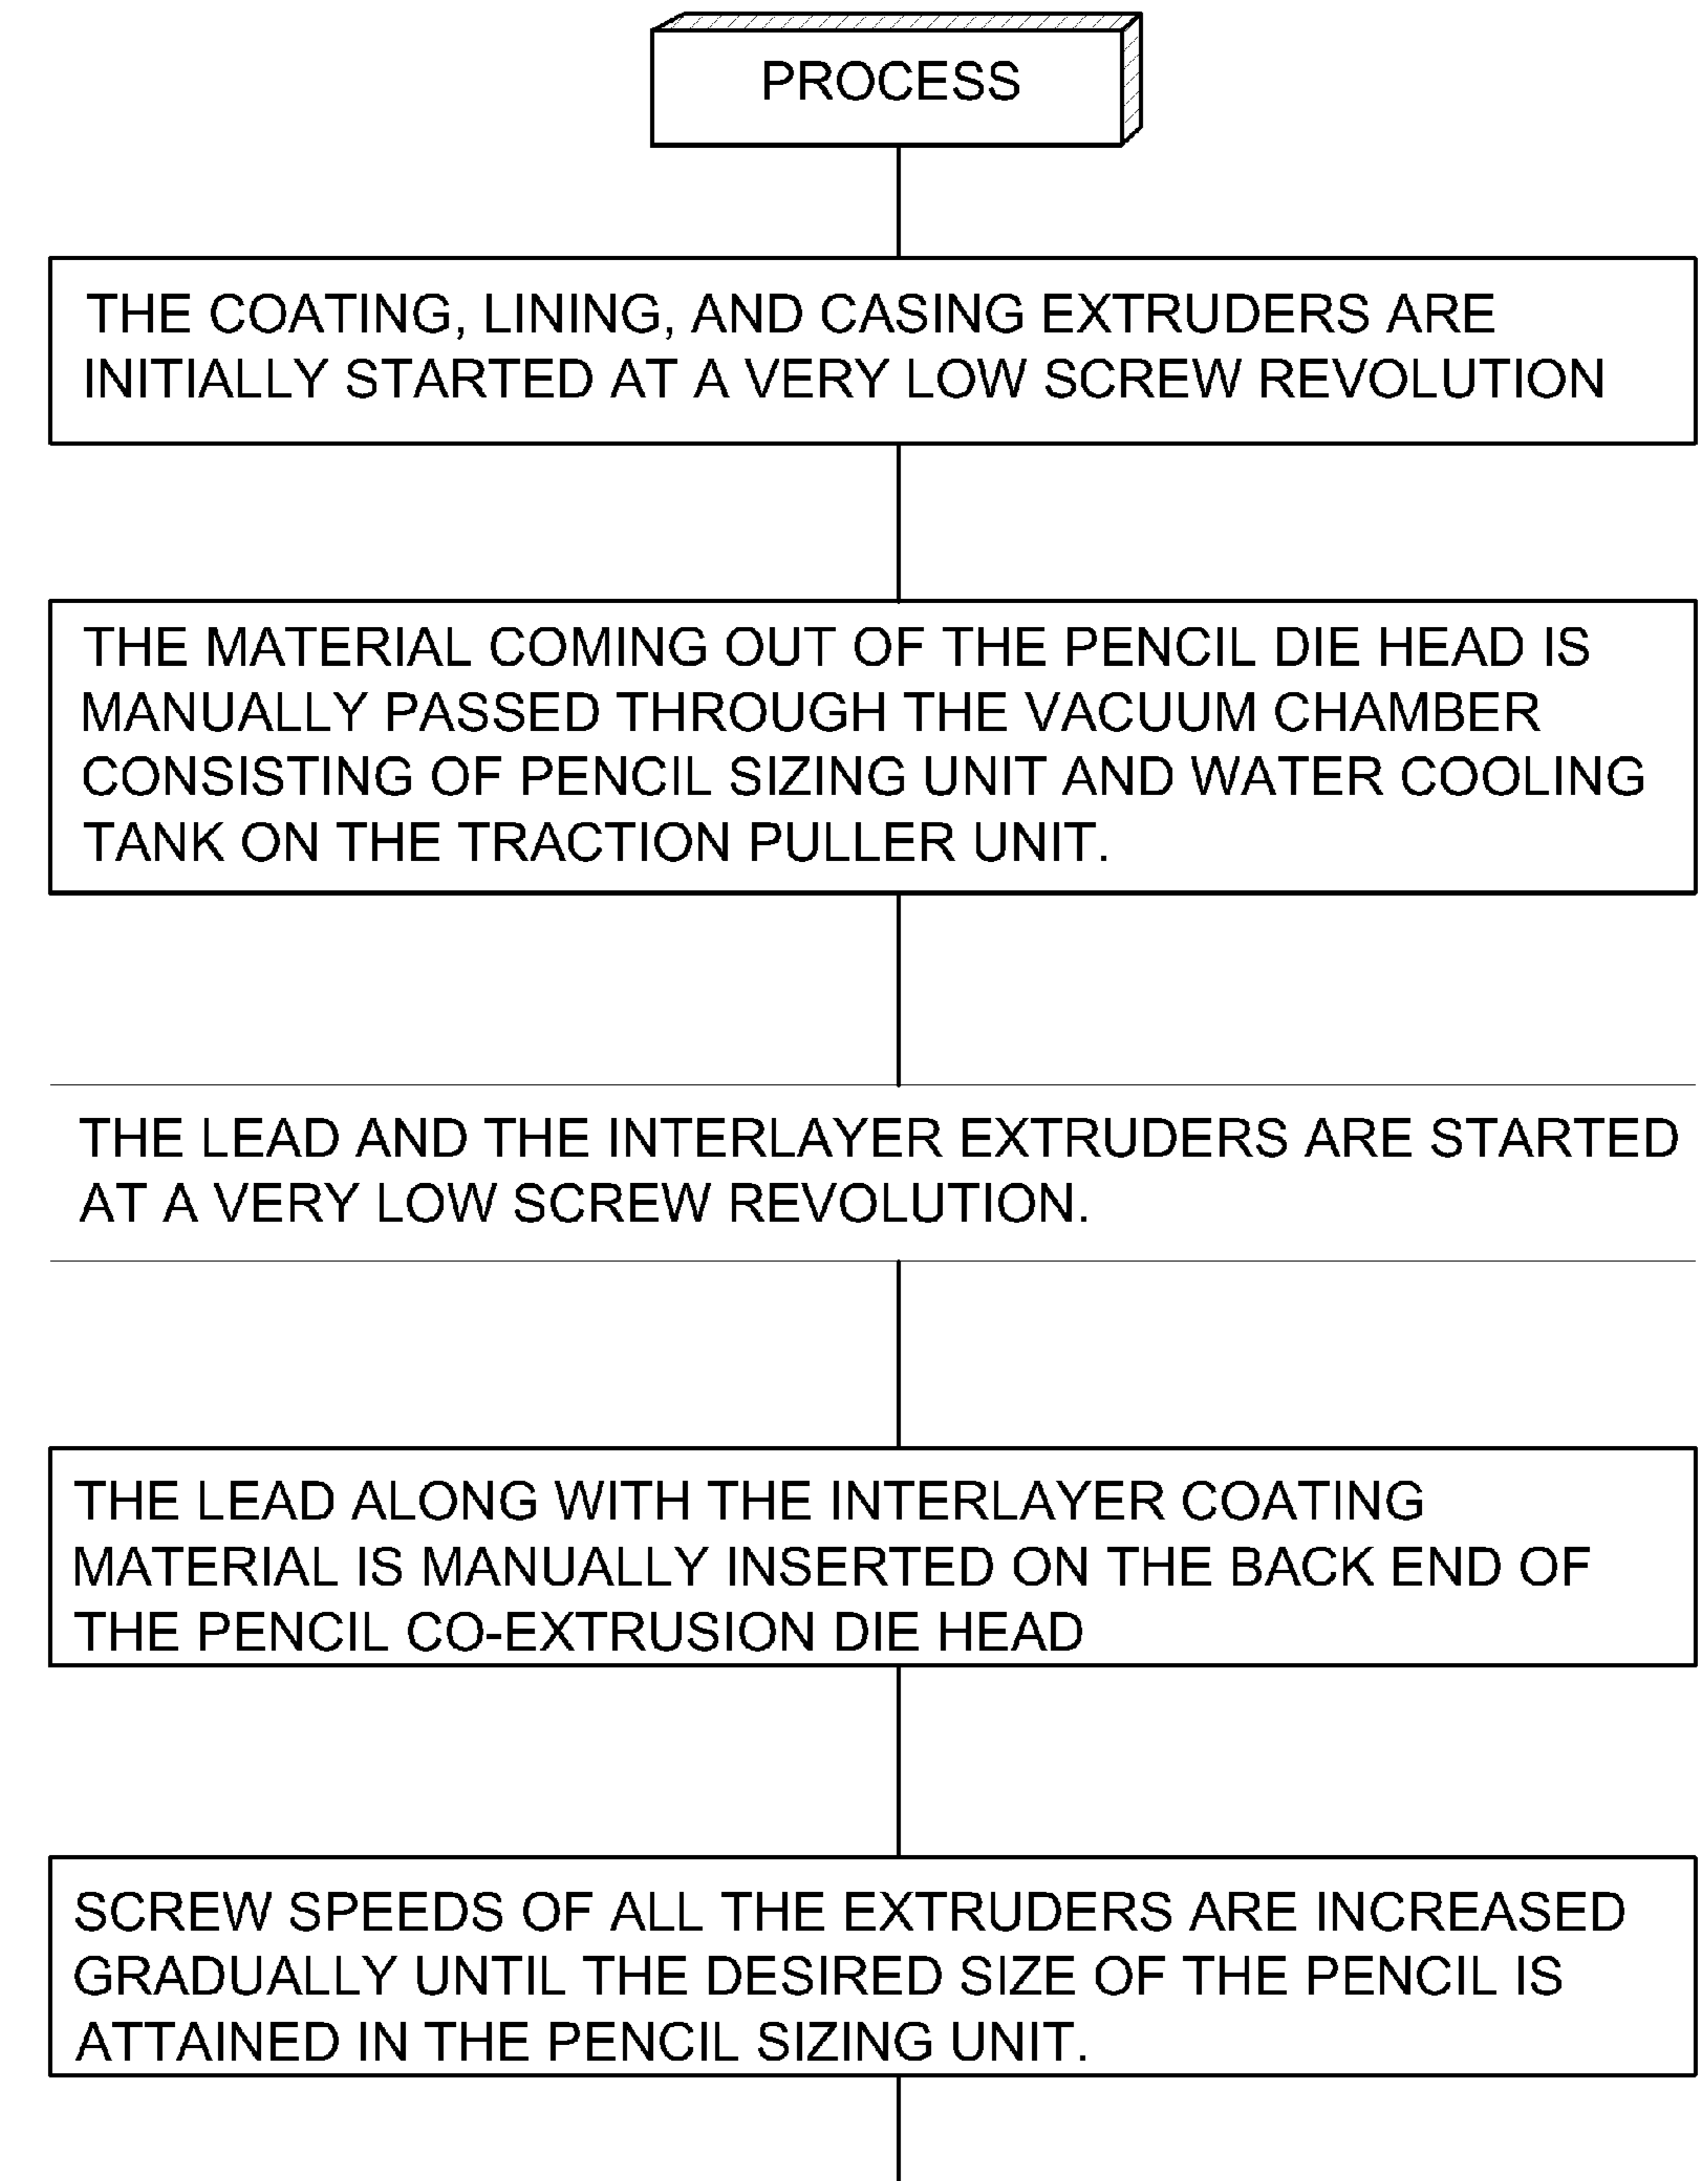 PROCESS
THE COATING, LINING, AND CASING EXTRUDERS ARE
INITIALLY STARTED AT A VERY LOW SCREW REVOLUTION
THE MATERIAL COMING OUT OF THE PENCIL DIE HEAD IS
MANUALLY PASSED THROUGH THE VACUUM CHAMBER
CONSISTING OF PENCIL SIZING UNIT AND WATER COOLING
TANK ON THE TRACTION PULLER UNIT.
THE LEAD AND THE INTERLAYER EXTRUDERS ARE STARTED
AT A VERY LOW SCREW REVOLUTION.
THE LEAD ALONG WITH THE INTERLAYER COATING
MATERIAL IS MANUALLY INSERTED ON THE BACK END OF
THE PENCIL CO-EXTRUSION DIE HEAD
SCREW SPEEDS OF ALL THE EXTRUDERS ARE INCREASED
GRADUALLY UNTIL THE DESIRED SIZE OF THE PENCIL IS
ATTAINED IN THE PENCIL SIZING UNIT.